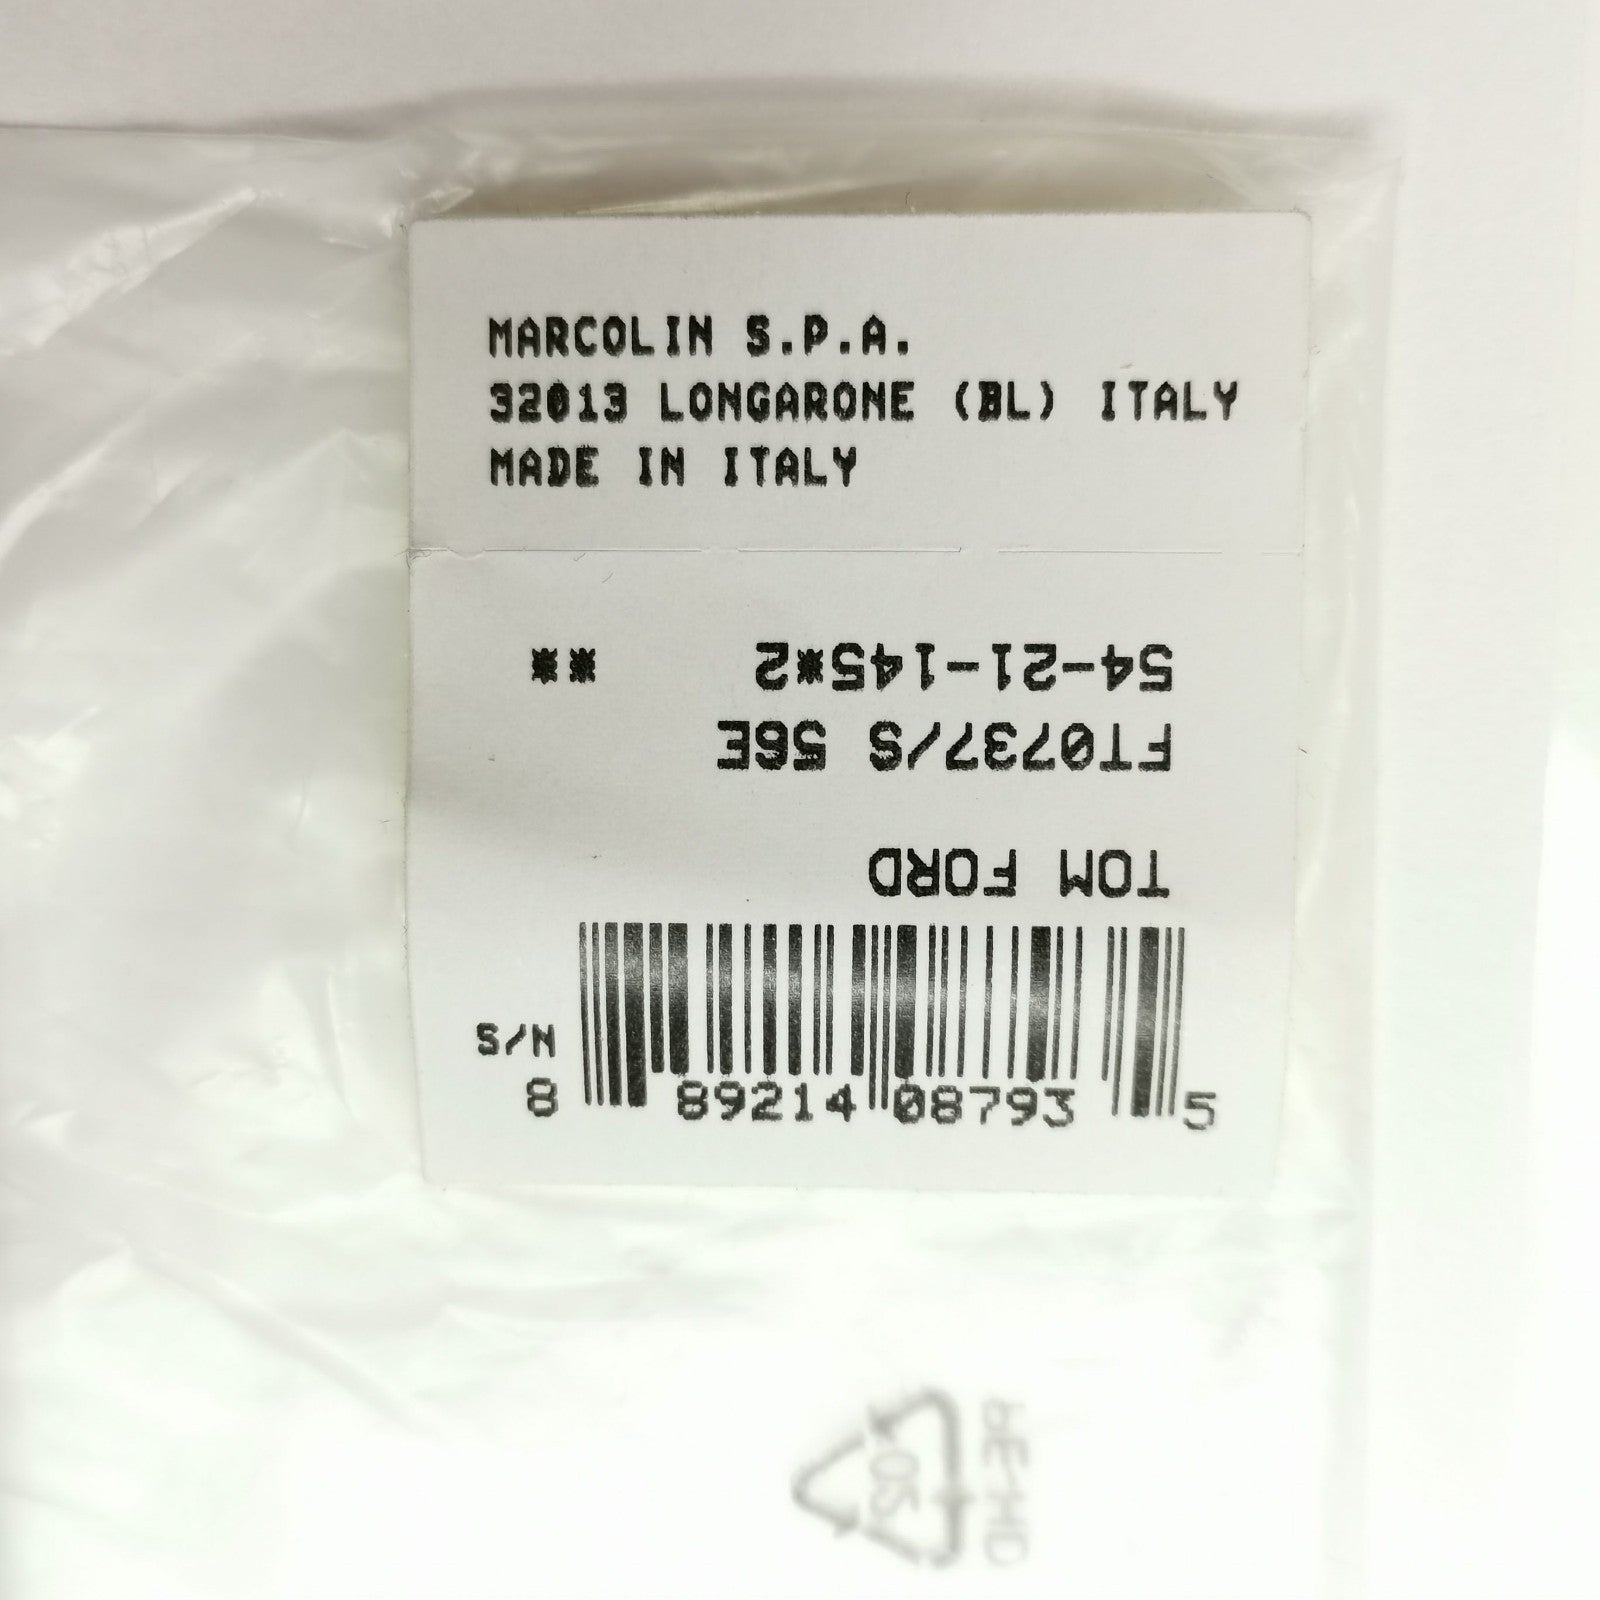 MARCOLIN S.P.A.
32013 LONGARONE (BL) ITALY
MADE IN ITALY
54-21-145*2 **
FT0737/S 56E
TOM FORD
S/N
8 89214 08793 5
02
PE-HD